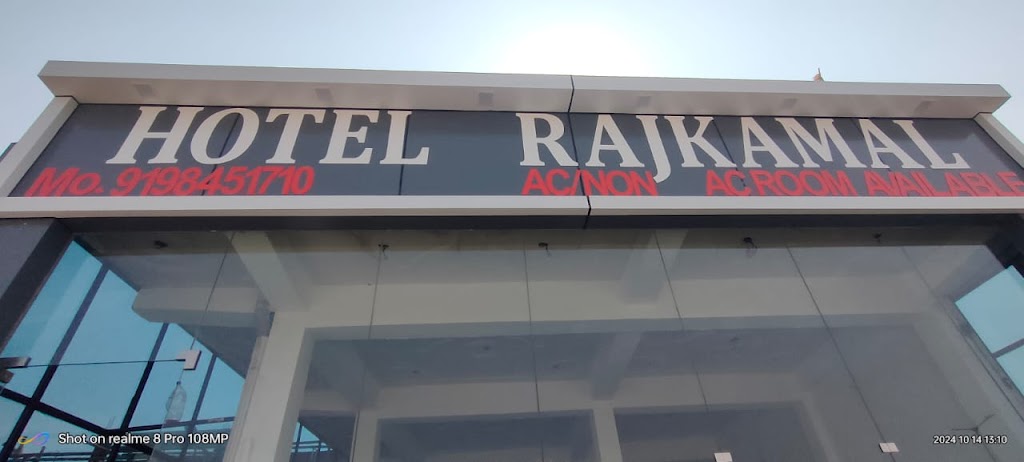 HOTEL RAJKAMAL
Mo. 9198451710 AC/NON AC ROOM AVAILABLE
Shot on realme 8 Pro 108MP
2024 10 14 13:10